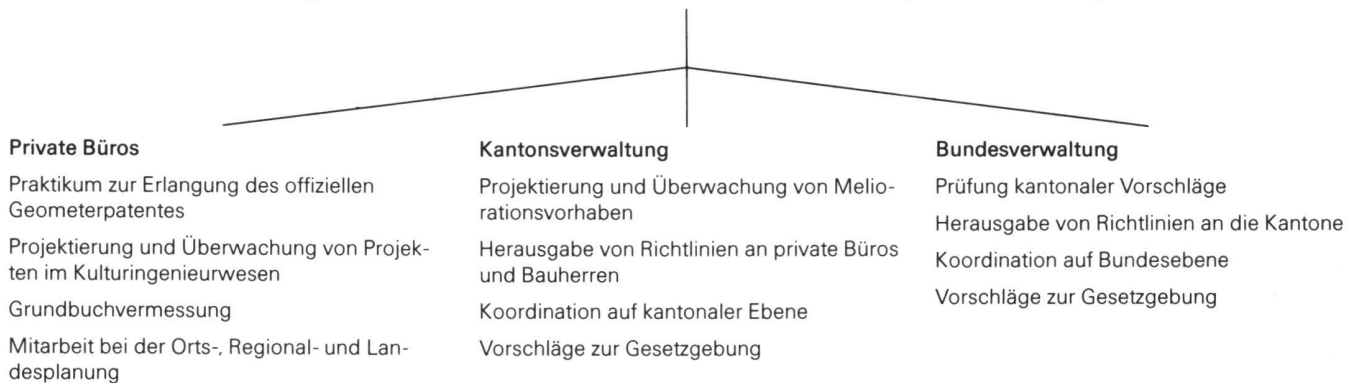 Private Büros
Praktikum zur Erlangung des offiziellen
Geometerpatentes
Projektierung und Überwachung von Projek-
ten im Kulturingenieurwesen
Grundbuchvermessung
Mitarbeit bei der Orts-, Regional- und Lan-
desplanung
Kantonsverwaltung
Projektierung und Überwachung von Melio-
rationsvorhaben
Herausgabe von Richtlinien an private Büros
und Bauherren
Koordination auf kantonaler Ebene
Vorschläge zur Gesetzgebung
Bundesverwaltung
Prüfung kantonaler Vorschläge
Herausgabe von Richtlinien an die Kantone
Koordination auf Bundesebene
Vorschläge zur Gesetzgebung